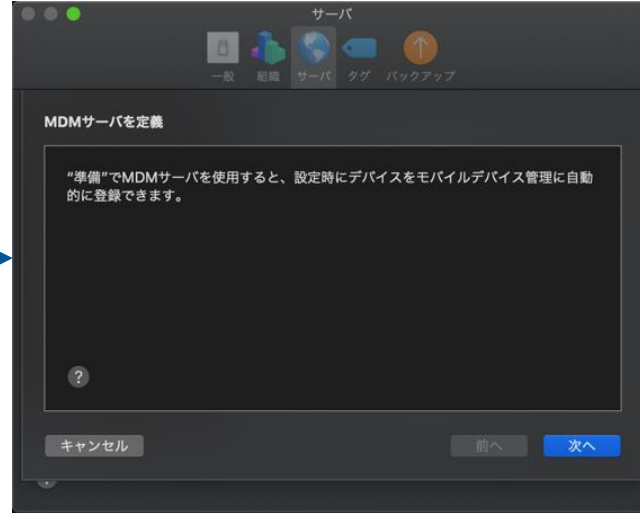 サーバ
一般 組織 サーバ タグ バックアップ
MDMサーバを定義
“準備”でMDMサーバを使用すると、設定時にデバイスをモバイルデバイス管理に自動
的に登録できます。
?
キャンセル 前へ 次へ